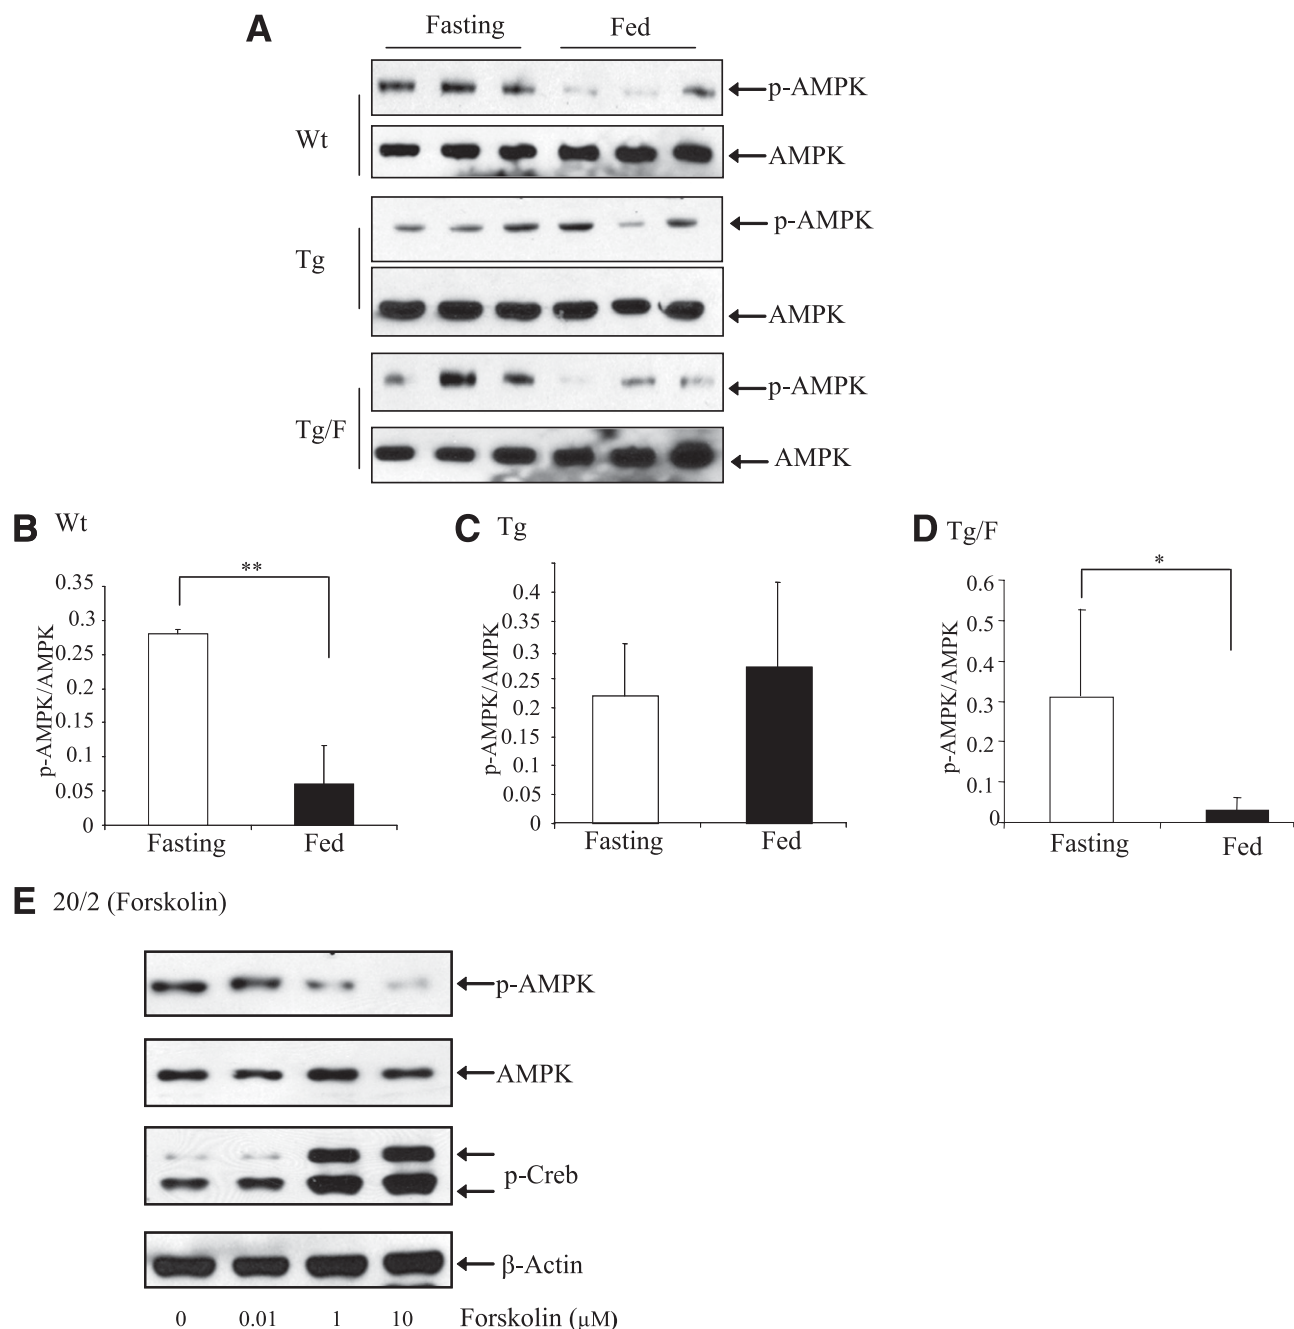 A
Fasting Fed
Wt
p-AMPK
AMPK
Tg
p-AMPK
AMPK
Tg/F
p-AMPK
AMPK
B Wt
**
p-AMPK/AMPK
0.35
0.3
0.25
0.2
0.15
0.1
0.05
0
Fasting Fed
C Tg
p-AMPK/AMPK
0.4
0.35
0.3
0.25
0.2
0.15
0.1
0.05
0
Fasting Fed
D Tg/F
*
p-AMPK/AMPK
0.6
0.5
0.4
0.3
0.2
0.1
0
Fasting Fed
E 20/2 (Forskolin)
p-AMPK
AMPK
p-Creb
β-Actin
0 0.01 1 10 Forskolin (μM)